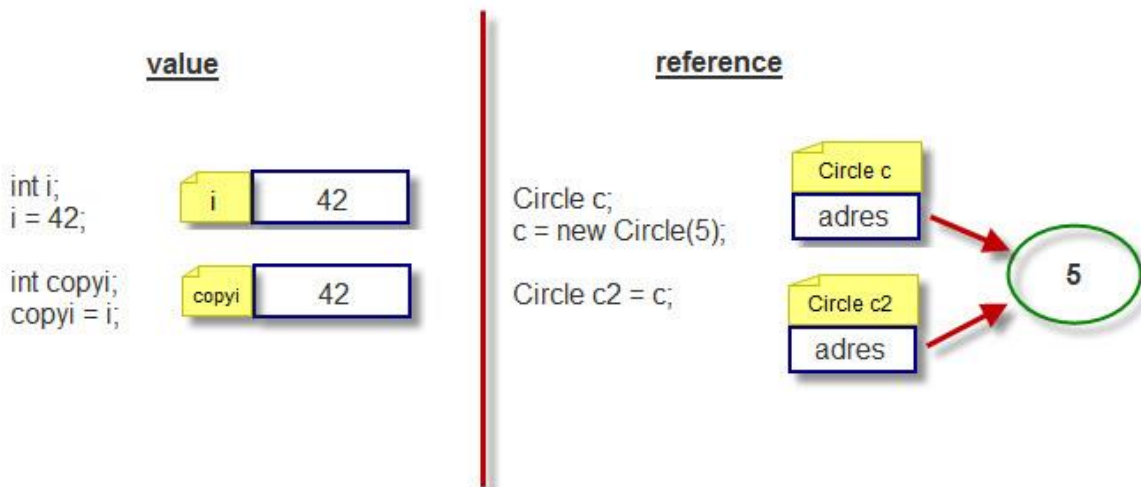 value
int i;
i = 42;
i
42
int copyi;
copyi = i;
copyi
42
reference
Circle c;
c = new Circle(5);
Circle c
adres
Circle c2 = c;
Circle c2
adres
5